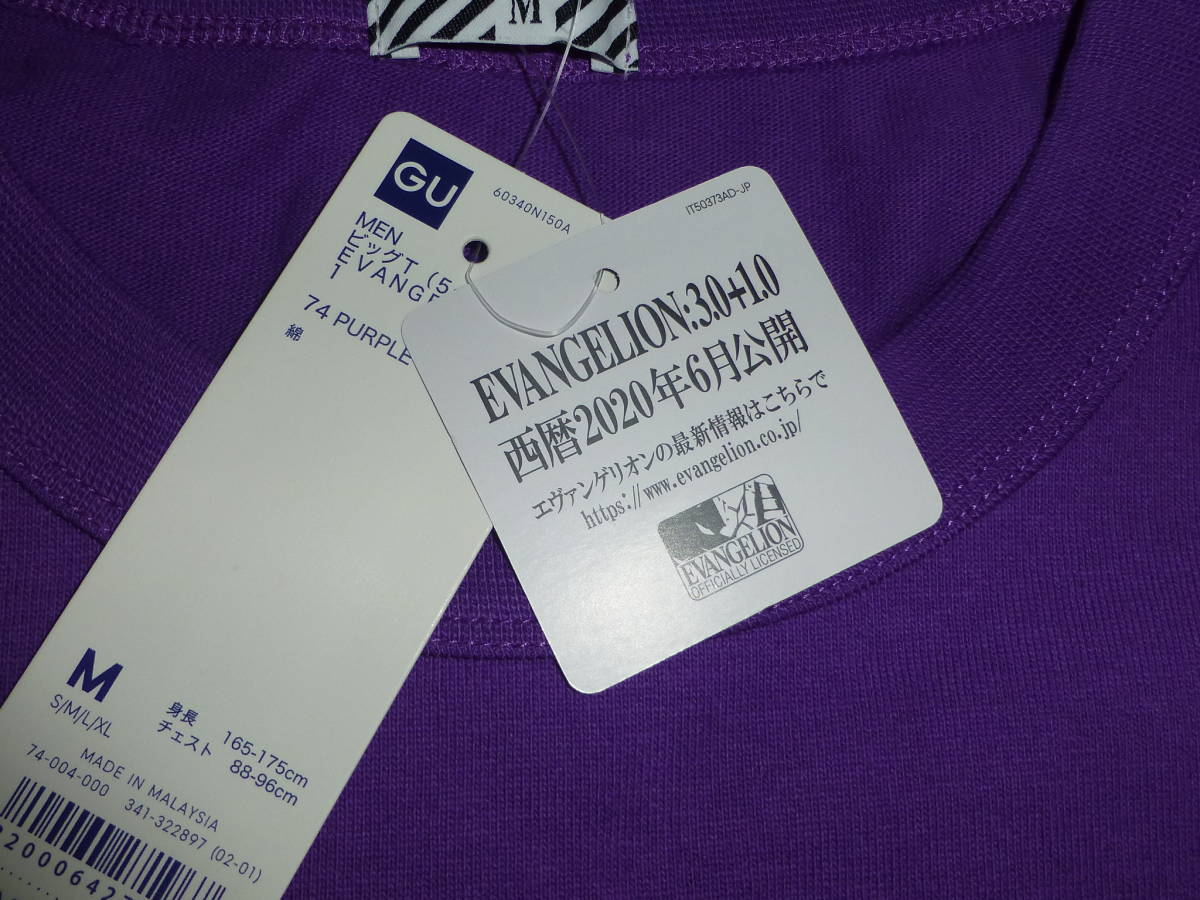 M
GU
60340N150A
MEN
ビッグT (5
EVANGE
1
74 PURPLE
綿
IT50373AD-JP
EVANGELION:3.0+1.0
西暦2020年6月公開
エヴァンゲリオンの最新情報はこちらで
https://www.evangelion.co.jp/
EVANGELION
OFFICIALLY LICENSED
M
S/M/L/XL
身長 165-175cm
チェスト 88-96cm
MADE IN MALAYSIA
74-004-000 341-322897 (02-01)